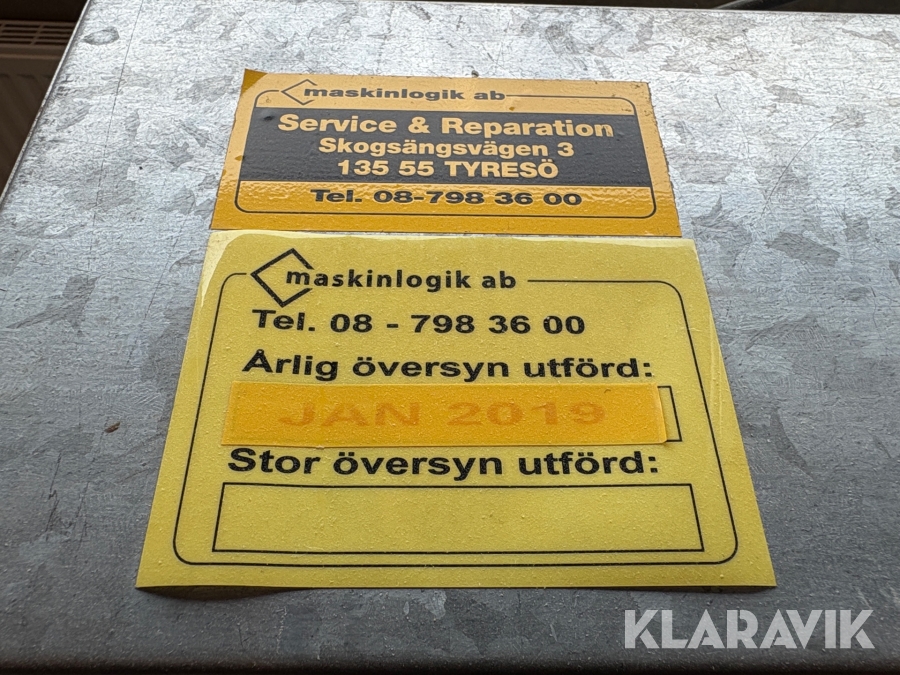 maskinlogik ab
Service & Reparation
Skogsängsvägen 3
135 55 TYRESÖ
Tel. 08-798 36 00
maskinlogik ab
Tel. 08 - 798 36 00
Årlig översyn utförd:
JAN 2019
Stor översyn utförd:
KLARAVIK